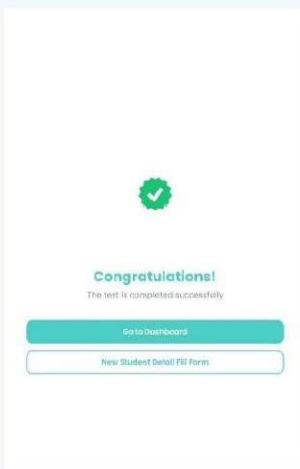 Congratulations!
The test is completed successfully
Go to Dashboard
New Student Detail Fill Form